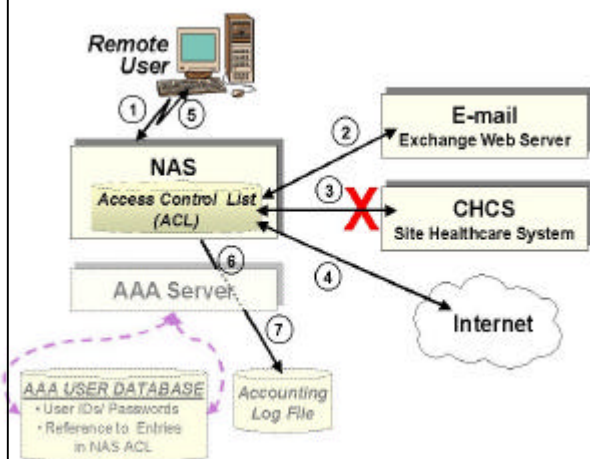 Remote
User
1
5
2
E-mail
Exchange Web Server
NAS
3
X
CHCS
Site Healthcare System
Access Control List
(ACL)
6
4
AAA Server
Internet
7
AAA USER DATABASE
• User IDs/ Passwords
• Reference to Entries
in NAS ACL
Accounting
Log File